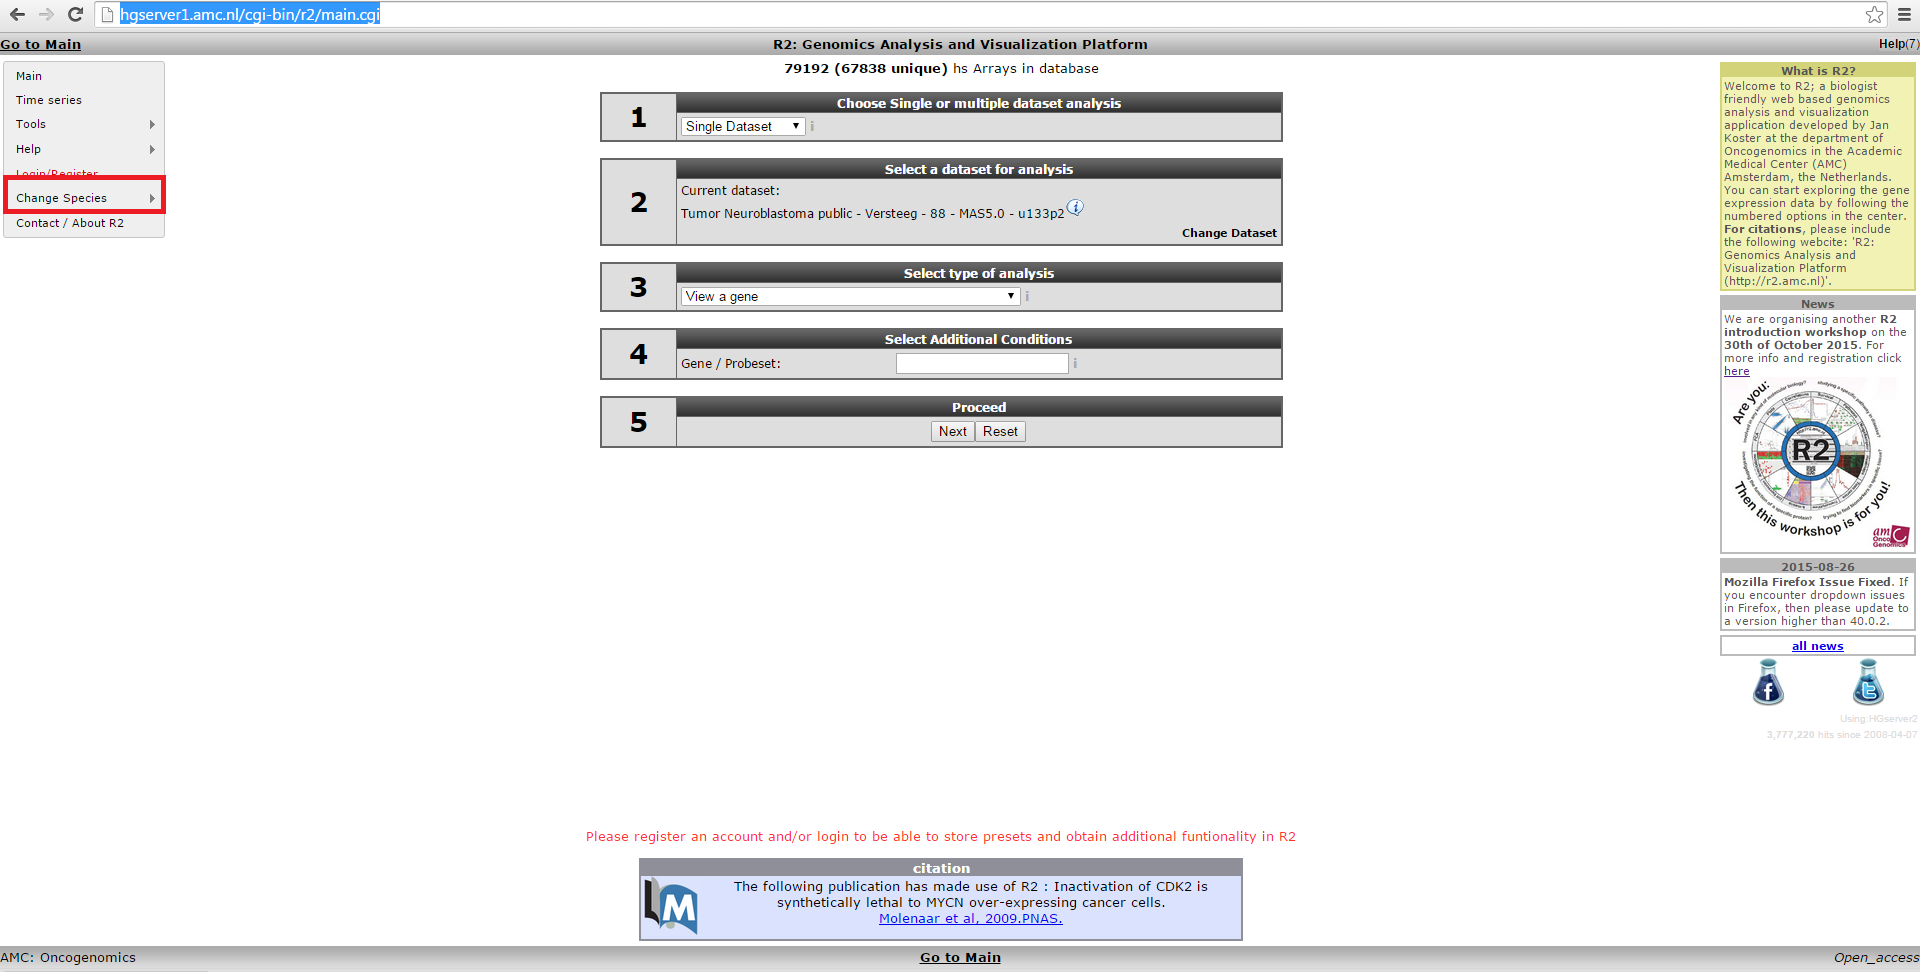 hgserver1.amc.nl/cgi-bin/r2/main.cgi
Go to Main
R2: Genomics Analysis and Visualization Platform
Help(7)
Main
Time series
Tools
Help
Login/Register
Change Species
Contact / About R2
79192 (67838 unique) hs Arrays in database
1
Choose Single or multiple dataset analysis
Single Dataset
2
Select a dataset for analysis
Current dataset:
Tumor Neuroblastoma public - Versteeg - 88 - MAS5.0 - u133p2
Change Dataset
3
Select type of analysis
View a gene
4
Select Additional Conditions
Gene / Probeset:
5
Proceed
Next
Reset
What is R2?
Welcome to R2; a biologist
friendly web based genomics
analysis and visualization
application developed by Jan
Koster at the department of
Oncogenomics in the Academic
Medical Center (AMC)
Amsterdam, the Netherlands.
You can start exploring the gene
expression data by following the
numbered options in the center.
For citations, please include
the following webcite: 'R2:
Genomics Analysis and
Visualization Platform
(http://r2.amc.nl)'.
News
We are organising another R2
introduction workshop on the
30th of October 2015. For
more info and registration click
here
Are you:
R2
Then this workshop is for you!
amC
Onco
Genomics
2015-08-26
Mozilla Firefox Issue Fixed. If
you encounter dropdown issues
in Firefox, then please update to
a version higher than 40.0.2.
all news
Using:HGserver2
3,777,220 hits since 2008-04-07
Please register an account and/or login to be able to store presets and obtain additional funtionality in R2
citation
The following publication has made use of R2 : Inactivation of CDK2 is
synthetically lethal to MYCN over-expressing cancer cells.
Molenaar et al, 2009.PNAS.
M
AMC: Oncogenomics
Go to Main
Open_access